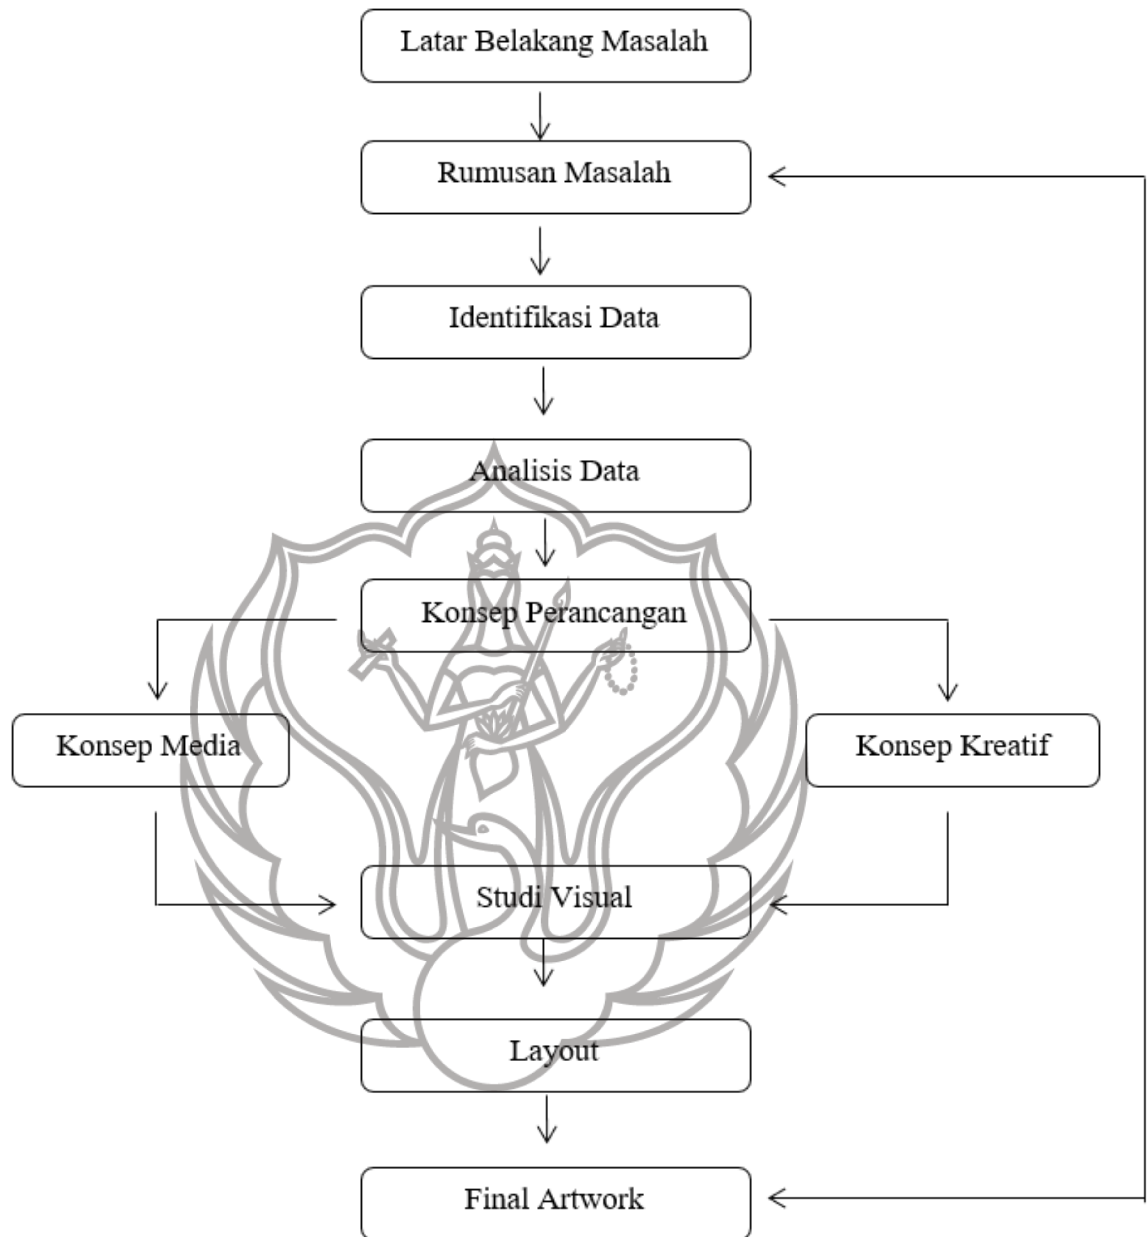 Latar Belakang Masalah
Rumusan Masalah
Identifikasi Data
Analisis Data
Konsep Perancangan
Konsep Media
Konsep Kreatif
Studi Visual
Layout
Final Artwork